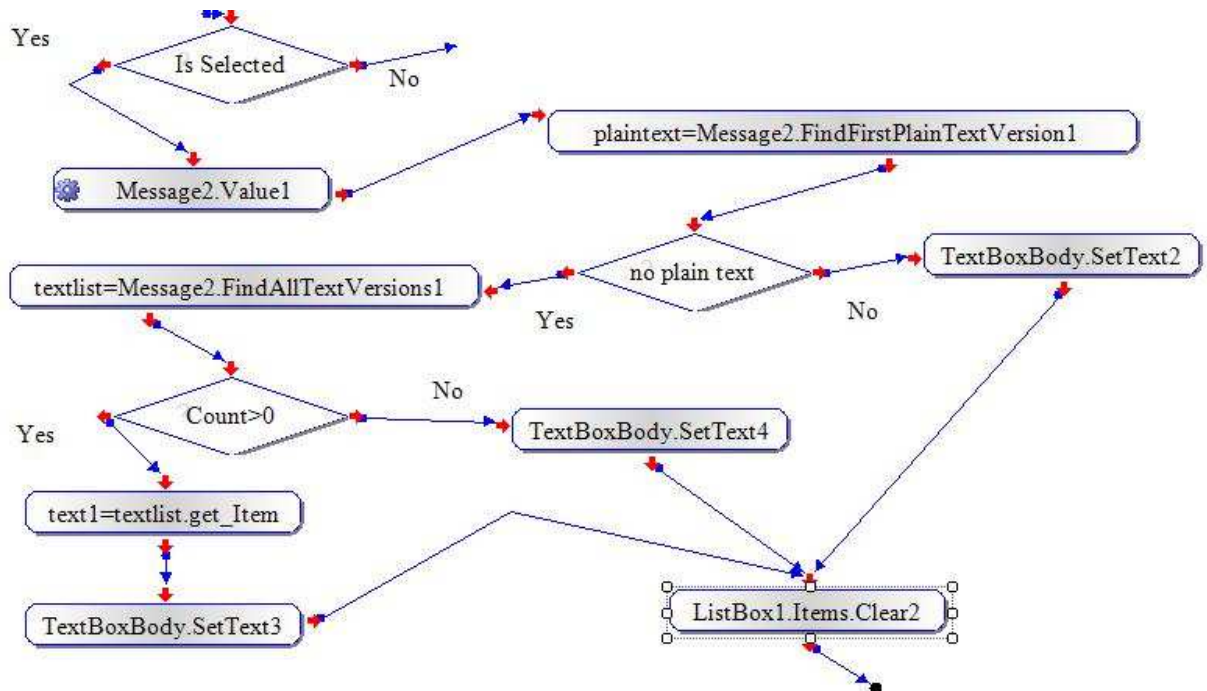 Yes
Is Selected
No
plaintext=Message2.FindFirstPlainTextVersion1
Message2.Value1
no plain text
TextBoxBody.SetText2
textlist=Message2.FindAllTextVersions1
Yes
No
No
Count>0
Yes
TextBoxBody.SetText4
text1=textlist.get_Item
TextBoxBody.SetText3
ListBox1.Items.Clear2